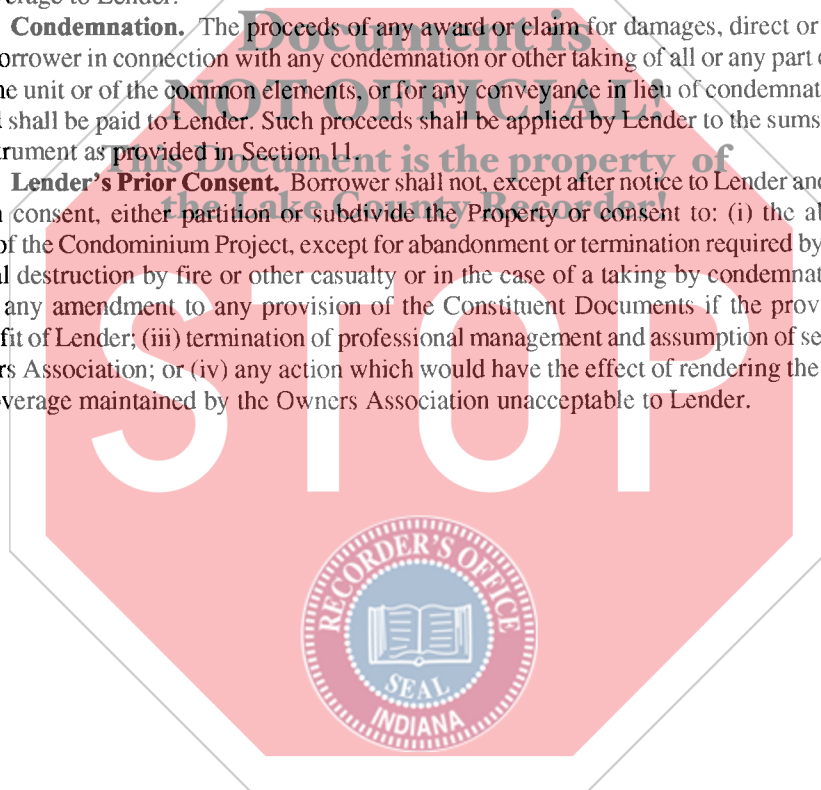 verage to Lender.
Condemnation. The proceeds of any award or claim for damages, direct or
orrower in connection with any condemnation or other taking of all or any part
e unit or of the common elements, or for any conveyance in lieu of condemnat
shall be paid to Lender. Such proceeds shall be applied by Lender to the sums
rument as provided in Section 11.
Lender's Prior Consent. Borrower shall not, except after notice to Lender and
consent, either partition or subdivide the Property or consent to: (i) the al
of the Condominium Project, except for abandonment or termination required by
l destruction by fire or other casualty or in the case of a taking by condemnat
any amendment to any provision of the Constituent Documents if the prov
fit of Lender; (iii) termination of professional management and assumption of se
rs Association; or (iv) any action which would have the effect of rendering the
overage maintained by the Owners Association unacceptable to Lender.
Document is
NOT OFFICIAL!
This Document is the property of
the Lake County Recorder!
STOP
RECORDER'S OFFICE
SEAL
INDIANA